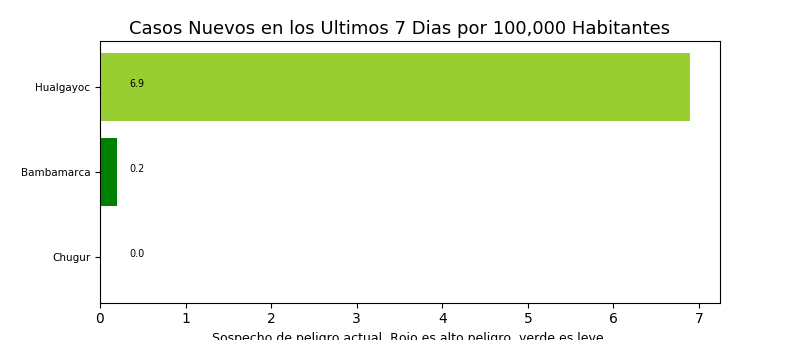 Casos Nuevos en los Ultimos 7 Dias por 100,000 Habitantes
Hualgayoc 6.9
Bambamarca 0.2
Chugur 0.0
0 1 2 3 4 5 6 7
Sospecho de peligro actual. Rojo es alto peligro, verde es leve